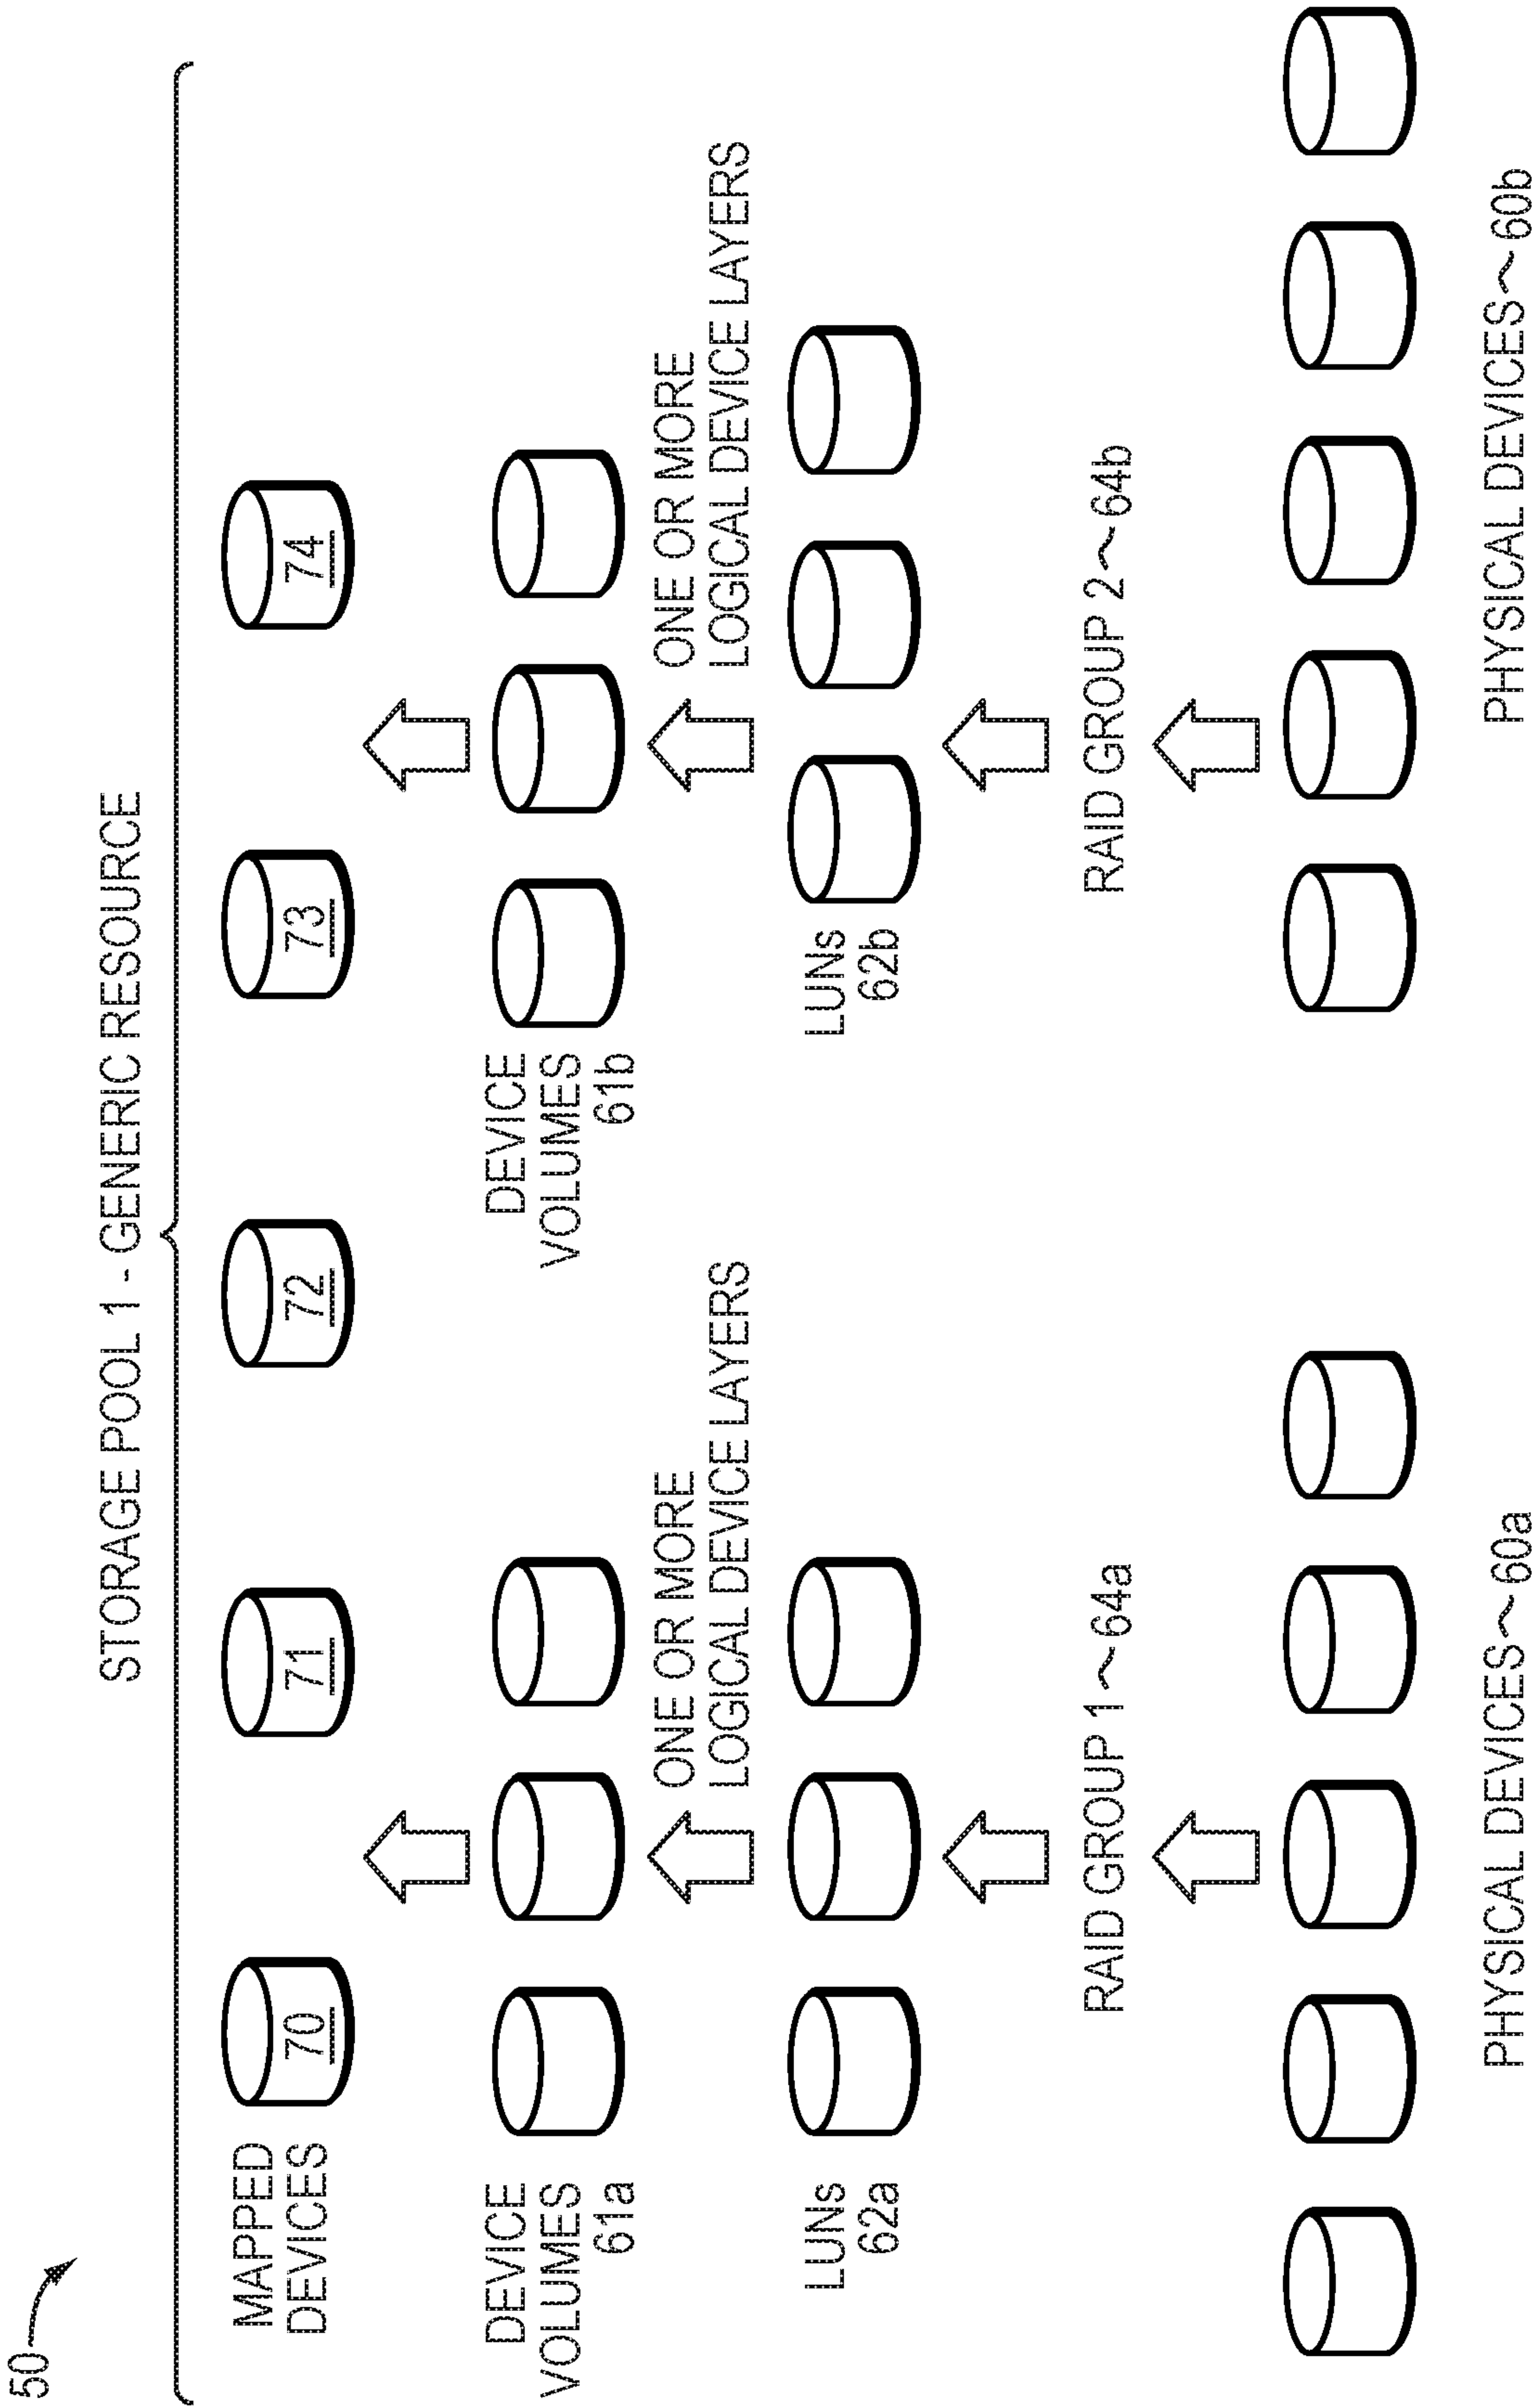 50
STORAGE POOL 1 - GENERIC RESOURCE
MAPPED
DEVICES
70
71
72
73
74
DEVICE
VOLUMES
61a
DEVICE
VOLUMES
61b
ONE OR MORE
LOGICAL DEVICE LAYERS
ONE OR MORE
LOGICAL DEVICE LAYERS
LUNs
62a
LUNs
62b
RAID GROUP 1~64a
RAID GROUP 2~64b
PHYSICAL DEVICES~60a
PHYSICAL DEVICES~60b